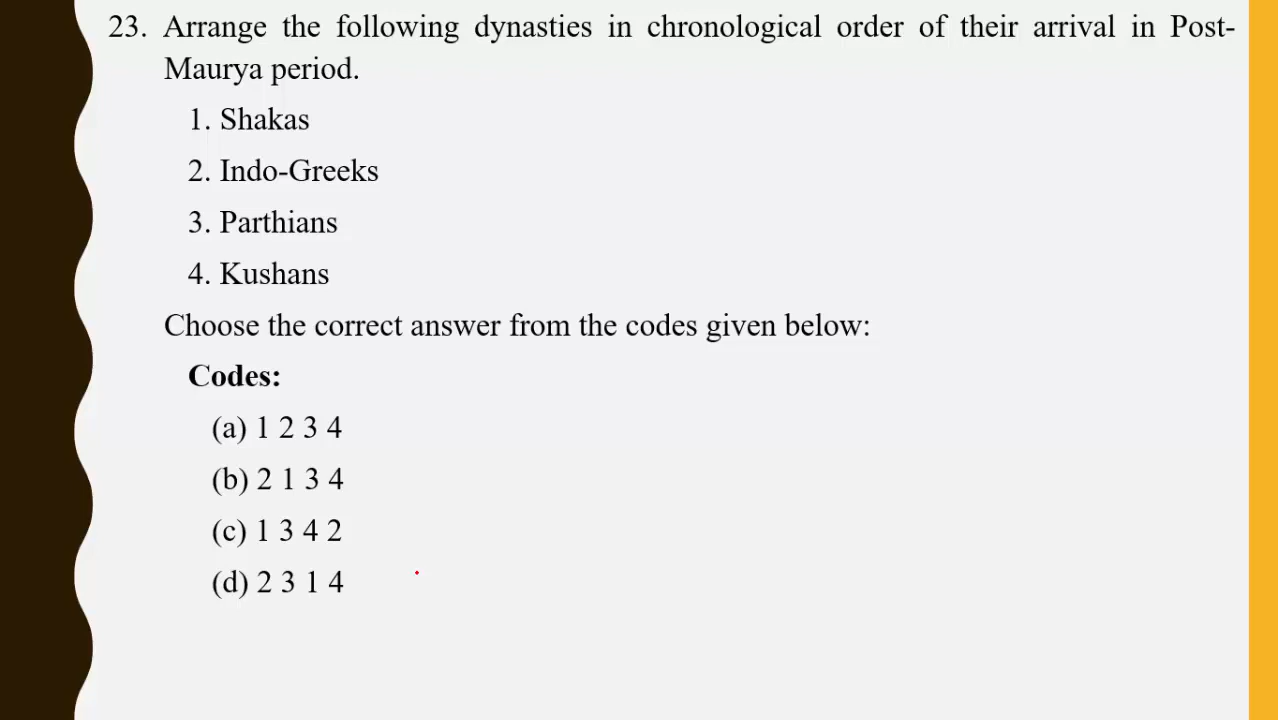 23. Arrange the following dynasties in chronological order of their arrival in Post-
Maurya period.
1. Shakas
2. Indo-Greeks
3. Parthians
4. Kushans
Choose the correct answer from the codes given below:
Codes:
(a) 1 2 3 4
(b) 2 1 3 4
(c) 1 3 4 2
(d) 2 3 1 4